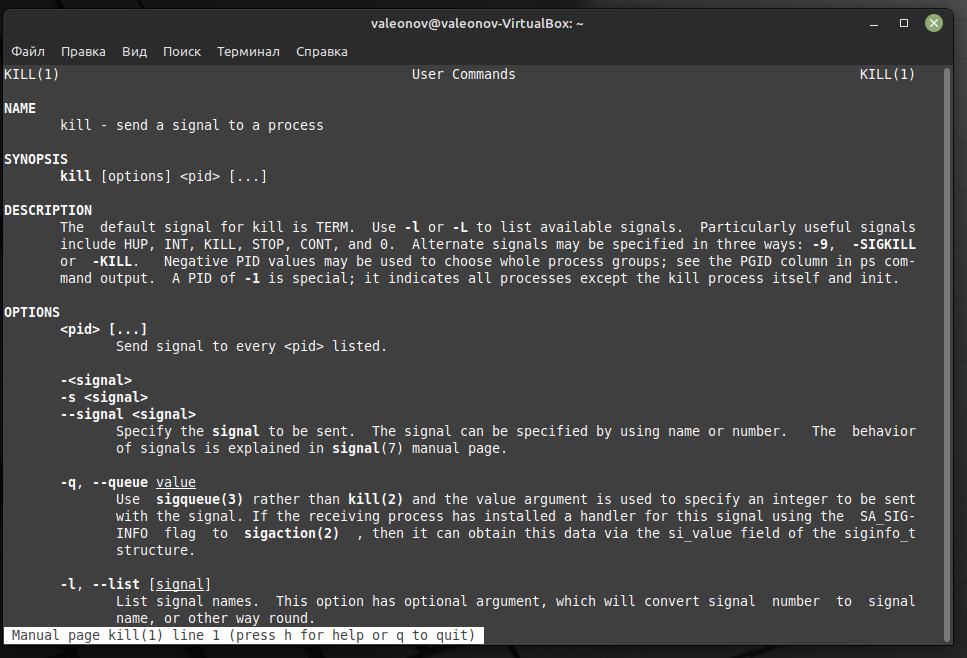 valeonov@valeonov-VirtualBox: ~
Файл Правка Вид Поиск Терминал Справка
KILL(1) User Commands KILL(1)
NAME
kill - send a signal to a process
SYNOPSIS
kill [options] <pid> [...]
DESCRIPTION
The default signal for kill is TERM. Use -l or -L to list available signals. Particularly useful signals
include HUP, INT, KILL, STOP, CONT, and 0. Alternate signals may be specified in three ways: -9, -SIGKILL
or -KILL. Negative PID values may be used to choose whole process groups; see the PGID column in ps com-
mand output. A PID of -1 is special; it indicates all processes except the kill process itself and init.
OPTIONS
<pid> [...]
Send signal to every <pid> listed.
-<signal>
-s <signal>
--signal <signal>
Specify the signal to be sent. The signal can be specified by using name or number. The behavior
of signals is explained in signal(7) manual page.
-q, --queue value
Use sigqueue(3) rather than kill(2) and the value argument is used to specify an integer to be sent
with the signal. If the receiving process has installed a handler for this signal using the SA_SIG-
INFO flag to sigaction(2) , then it can obtain this data via the si_value field of the siginfo_t
structure.
-l, --list [signal]
List signal names. This option has optional argument, which will convert signal number to signal
name, or other way round.
Manual page kill(1) line 1 (press h for help or q to quit)